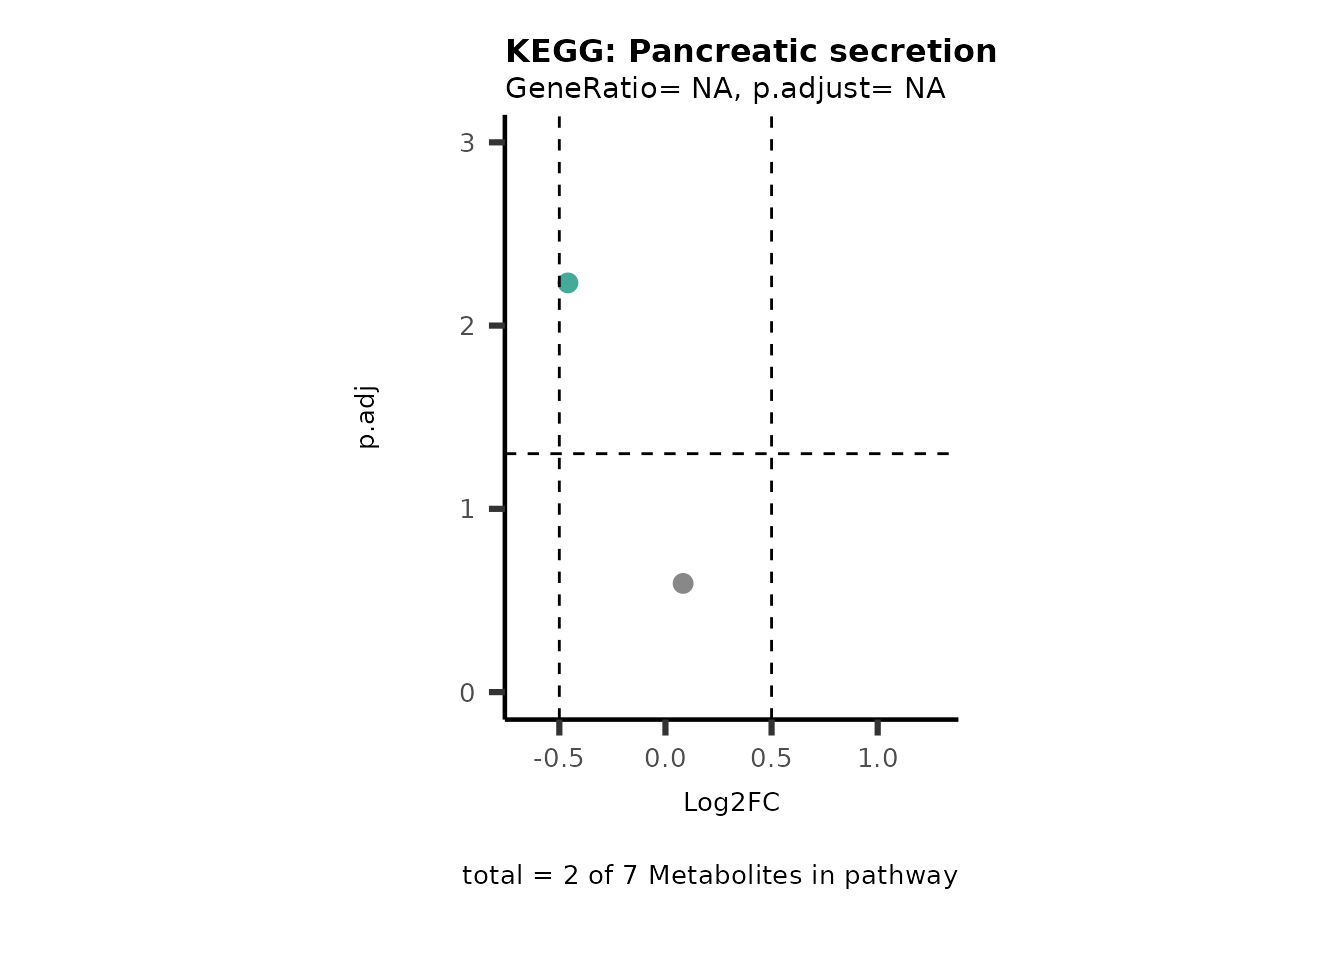 KEGG: Pancreatic secretion
GeneRatio= NA, p.adjust= NA
3
2
1
0
p.adj
-0.5 0.0 0.5 1.0
Log2FC
total = 2 of 7 Metabolites in pathway